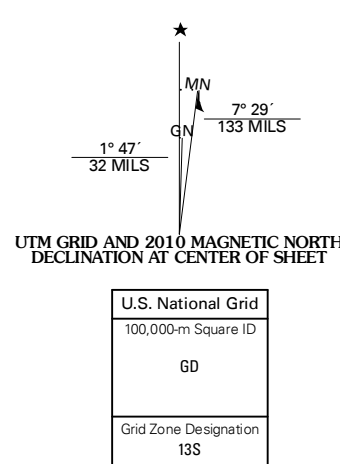 ★
MN
GN
7° 29´
133 MILS
1° 47´
32 MILS
UTM GRID AND 2010 MAGNETIC NORTH
DECLINATION AT CENTER OF SHEET
U.S. National Grid
100,000-m Square ID
GD
Grid Zone Designation
13S